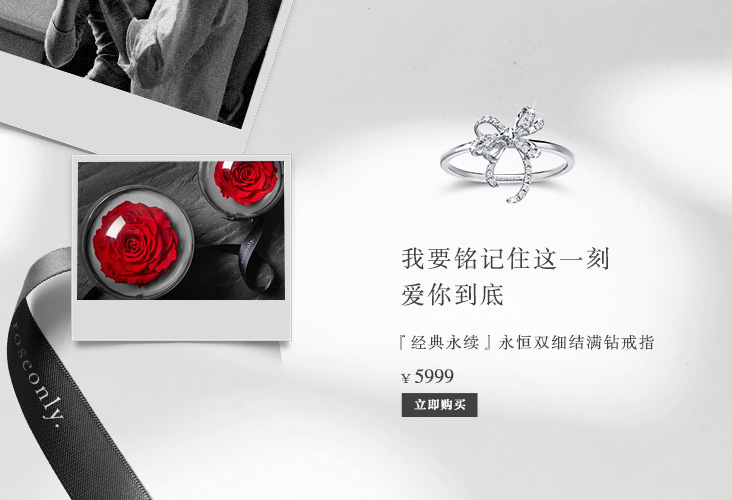 我要铭记住这一刻
爱你到底
『经典永续』永恒双细结满钻戒指
¥ 5999
立即购买
roseonly.
roseonly.